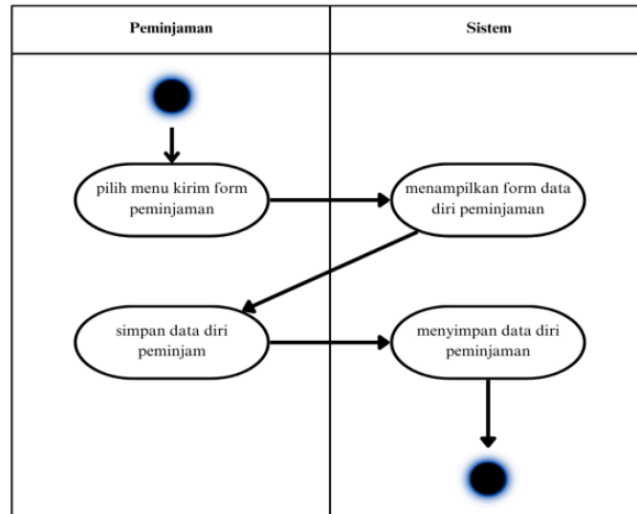 Peminjaman
Sistem
pilih menu kirim form
peminjaman
menampilkan form data
diri peminjaman
simpan data diri
peminjam
menyimpan data diri
peminjaman